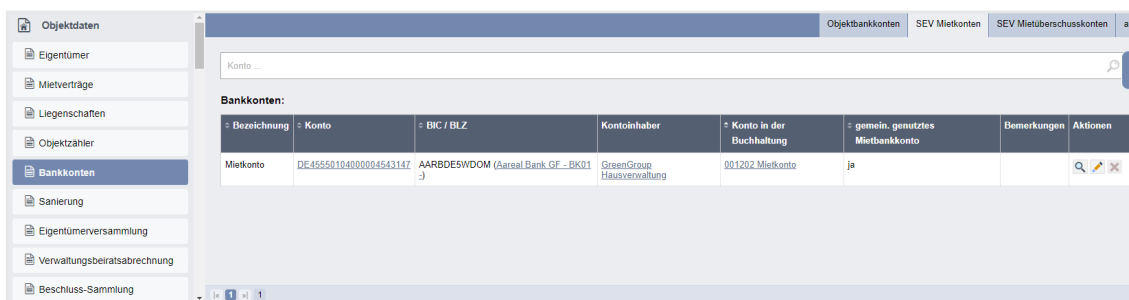 Objektdaten
Eigentümer
Mietverträge
Liegenschaften
Objektzähler
Bankkonten
Sanierung
Eigentümerversammlung
Verwaltungsbeiratsabrechnung
Beschluss-Sammlung
Objektbankkonten SEV Mietkonten SEV Mietüberschusskonten a
Konto ...
Bankkonten:
Bezeichnung Konto BIC / BLZ Kontoinhaber Konto in der gemein. genutztes Bemerkungen Aktionen
Buchhaltung Mietbankkonto
Mietkonto DE45550104000004543147 AARBDE5WDOM (Aareal Bank GF - BK01 GreenGroup 001202 Mietkonto ja
-) Hausverwaltung
1 1